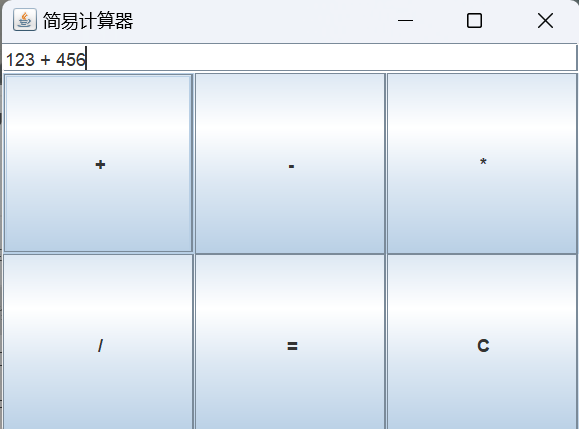 简易计算器
123 + 456
+ - *
/ = C